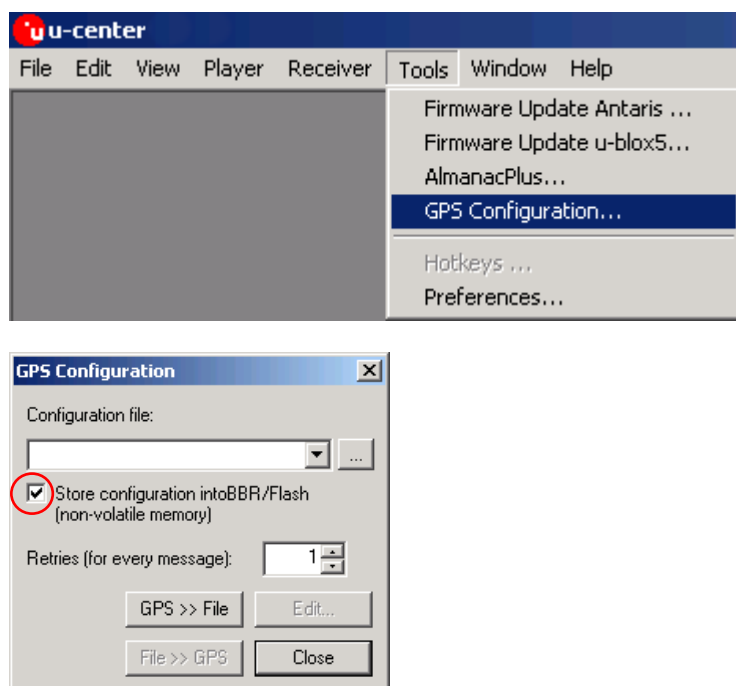 u u-center
File Edit View Player Receiver Tools Window Help
Firmware Update Antaris ...
Firmware Update u-blox5...
AlmanacPlus...
GPS Configuration...
Hotkeys ...
Preferences...
GPS Configuration
Configuration file:
...
Store configuration intoBBR/Flash
(non-volatile memory)
Retries (for every message): 1
GPS >> File Edit...
File >> GPS Close